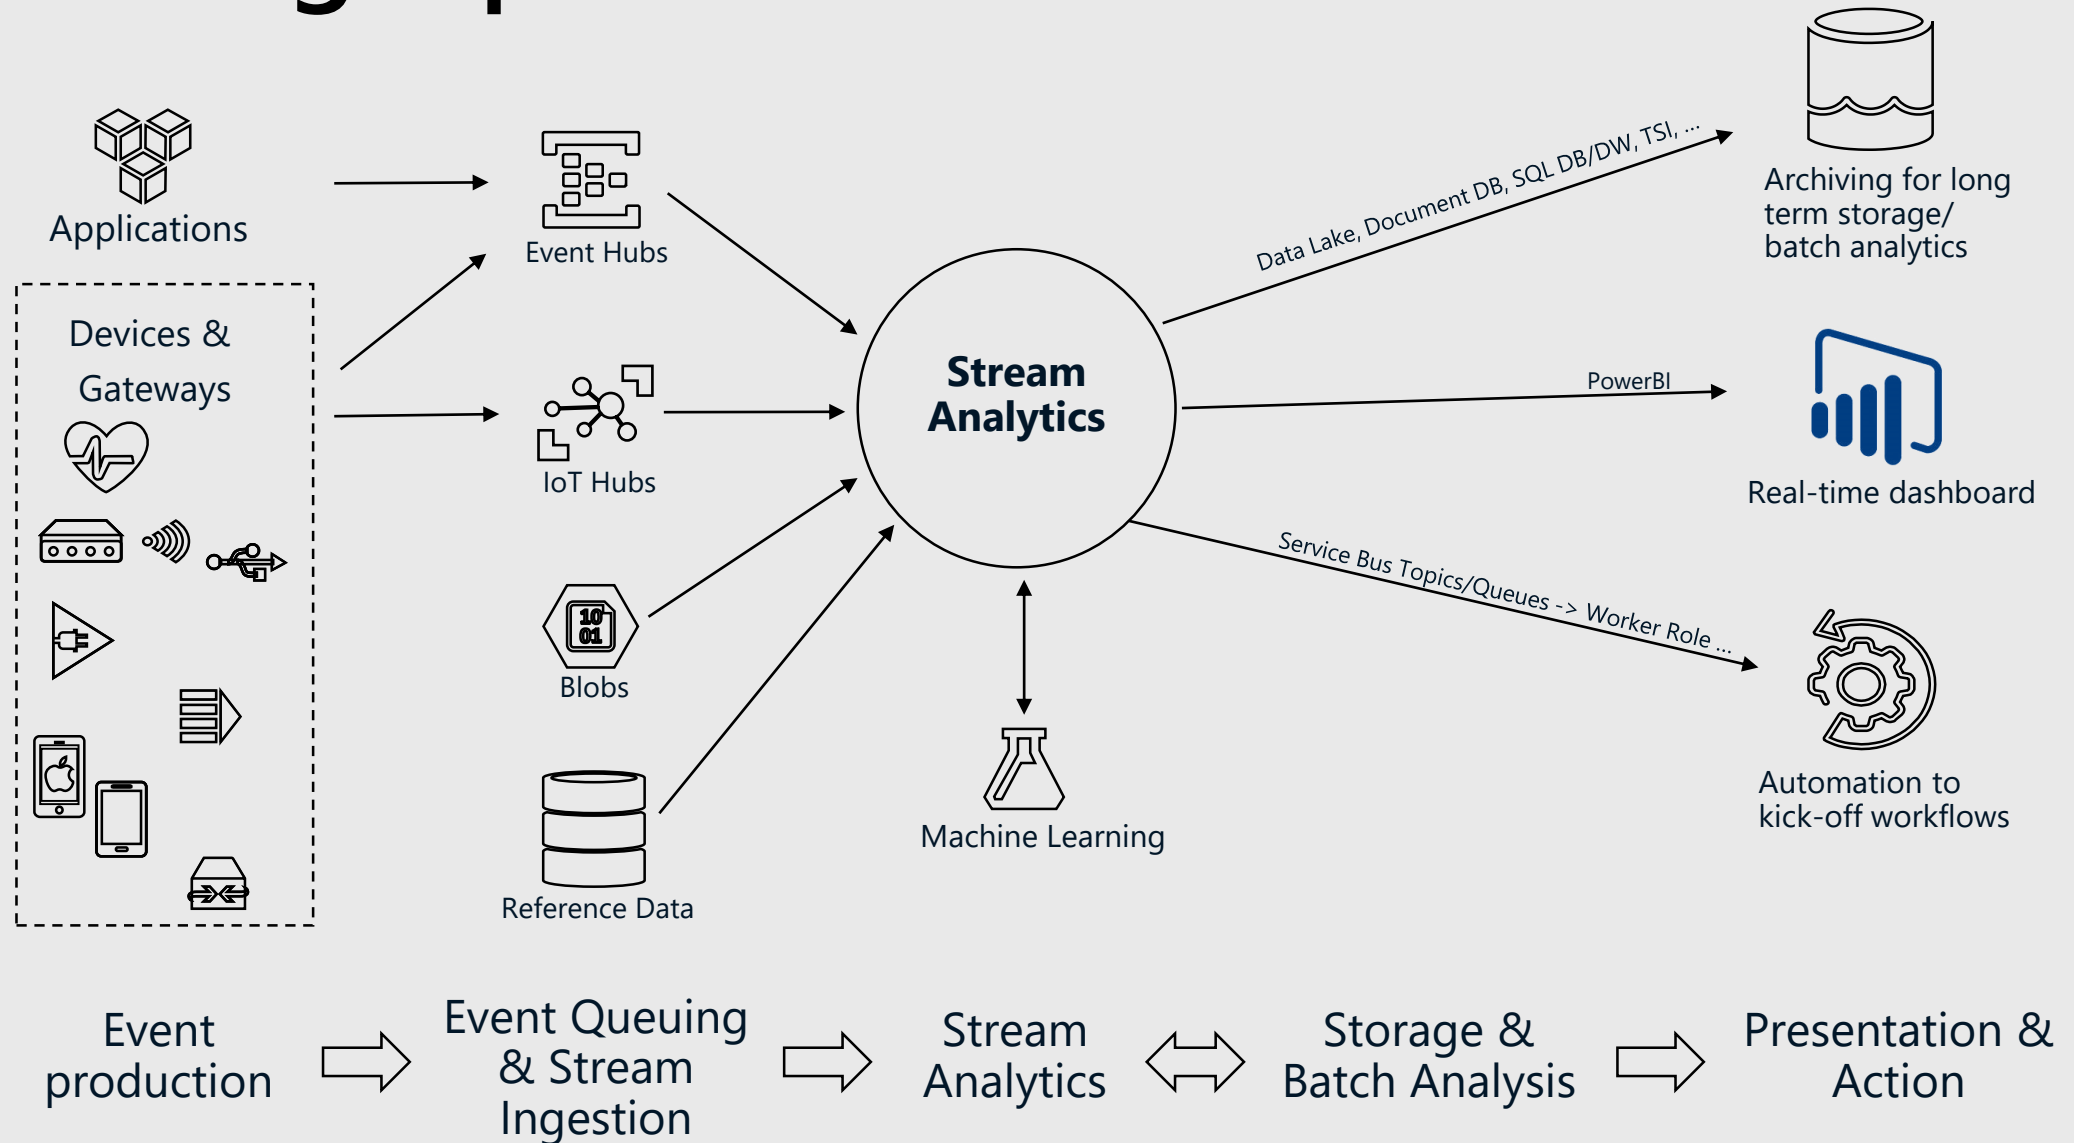 Applications
Devices &
Gateways
Event Hubs
IoT Hubs
10
01
Blobs
Reference Data
Stream
Analytics
Machine Learning
Data Lake, Document DB, SQL DB/DW, TSI, ...
PowerBI
Service Bus Topics/Queues -> Worker Role ...
Archiving for long
term storage/
batch analytics
Real-time dashboard
Automation to
kick-off workflows
Event
production
Event Queuing
& Stream
Ingestion
Stream
Analytics
Storage &
Batch Analysis
Presentation &
Action